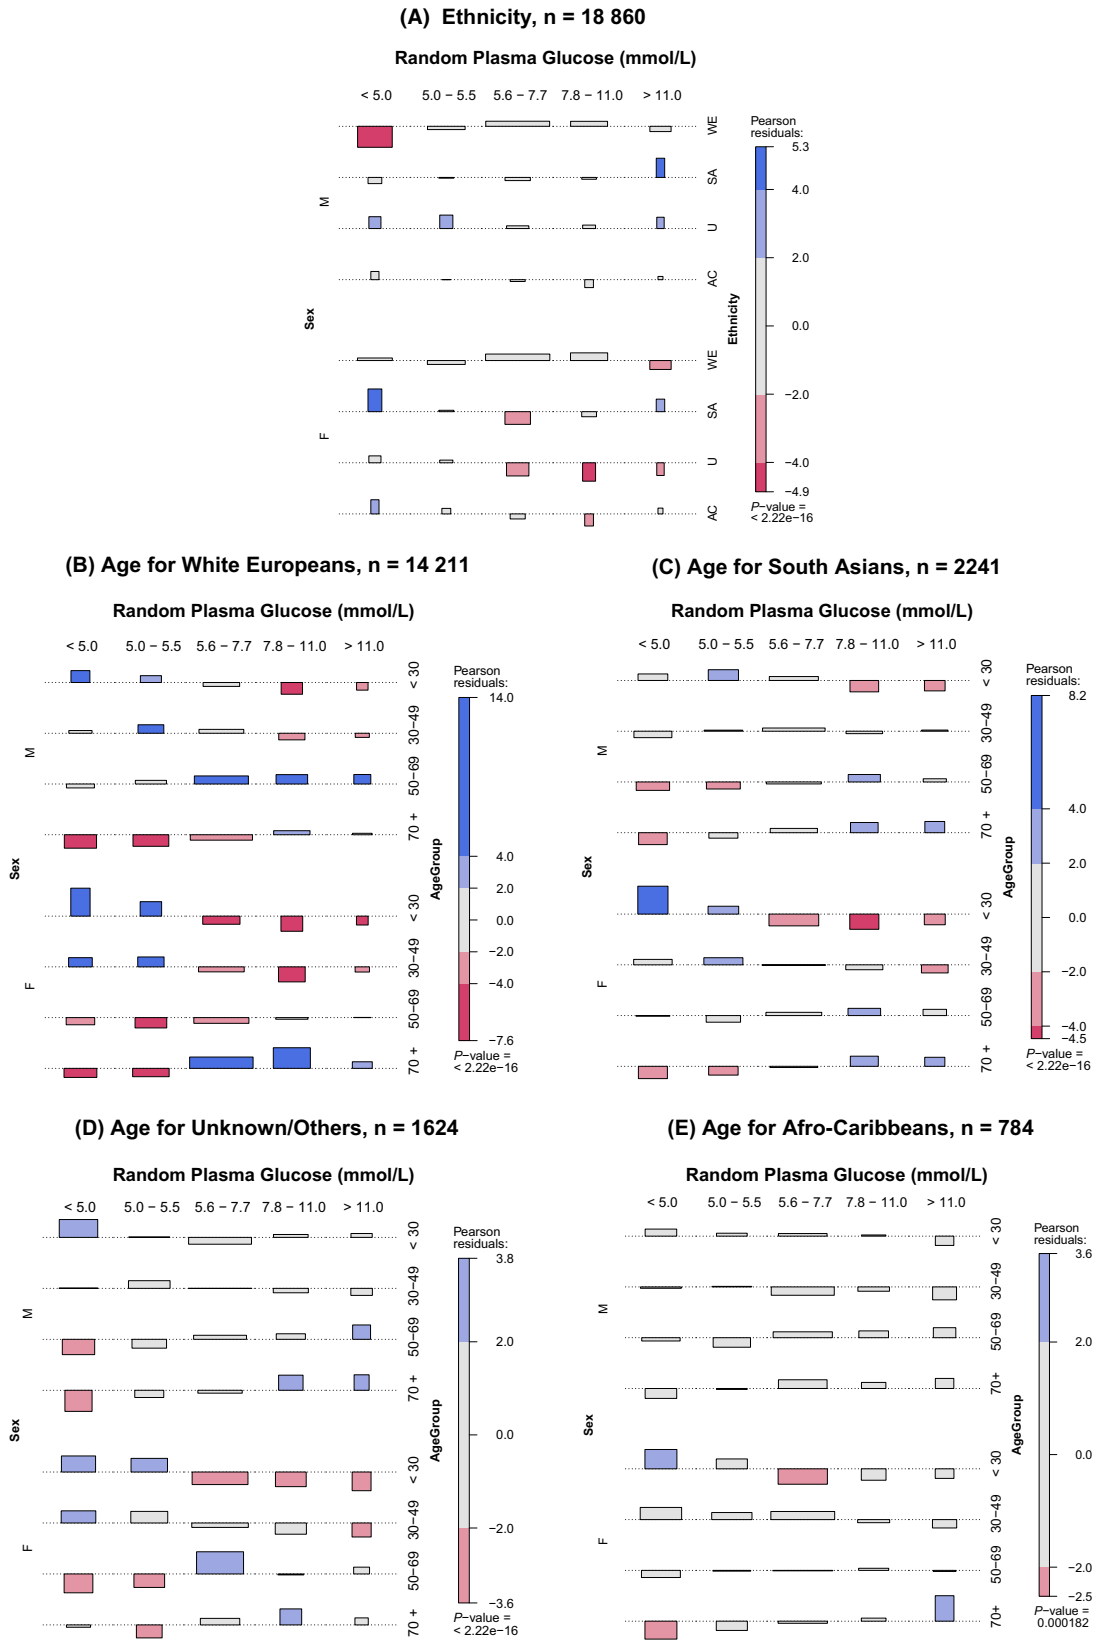 (A) Ethnicity, n = 18 860
Random Plasma Glucose (mmol/L)
< 5.0 5.0 − 5.5 5.6 − 7.7 7.8 − 11.0 > 11.0
Sex
M
WE
SA
U
AC
F
WE
SA
U
AC
Ethnicity
Pearson
residuals:
5.3
4.0
2.0
0.0
−2.0
−4.0
−4.9
P−value =
< 2.22e−16
(B) Age for White Europeans, n = 14 211
Random Plasma Glucose (mmol/L)
< 5.0 5.0 − 5.5 5.6 − 7.7 7.8 − 11.0 > 11.0
Sex
M
< 30
30−49
50−69
70 +
F
< 30
30−49
50−69
70 +
AgeGroup
Pearson
residuals:
14.0
4.0
2.0
0.0
−2.0
−4.0
−7.6
P−value =
< 2.22e−16
(C) Age for South Asians, n = 2241
Random Plasma Glucose (mmol/L)
< 5.0 5.0 − 5.5 5.6 − 7.7 7.8 − 11.0 > 11.0
Sex
M
< 30
30−49
50−69
70 +
F
< 30
30−49
50−69
70 +
AgeGroup
Pearson
residuals:
8.2
4.0
2.0
0.0
−2.0
−4.0
−4.5
P−value =
< 2.22e−16
(D) Age for Unknown/Others, n = 1624
Random Plasma Glucose (mmol/L)
< 5.0 5.0 − 5.5 5.6 − 7.7 7.8 − 11.0 > 11.0
Sex
M
< 30
30−49
50−69
70 +
F
< 30
30−49
50−69
70 +
AgeGroup
Pearson
residuals:
3.8
2.0
0.0
−2.0
−3.6
P−value =
< 2.22e−16
(E) Age for Afro-Caribbeans, n = 784
Random Plasma Glucose (mmol/L)
< 5.0 5.0 − 5.5 5.6 − 7.7 7.8 − 11.0 > 11.0
Sex
M
< 30
30−49
50−69
70+
F
< 30
30−49
50−69
70+
AgeGroup
Pearson
residuals:
3.6
2.0
0.0
−2.0
−2.5
P−value =
0.000182